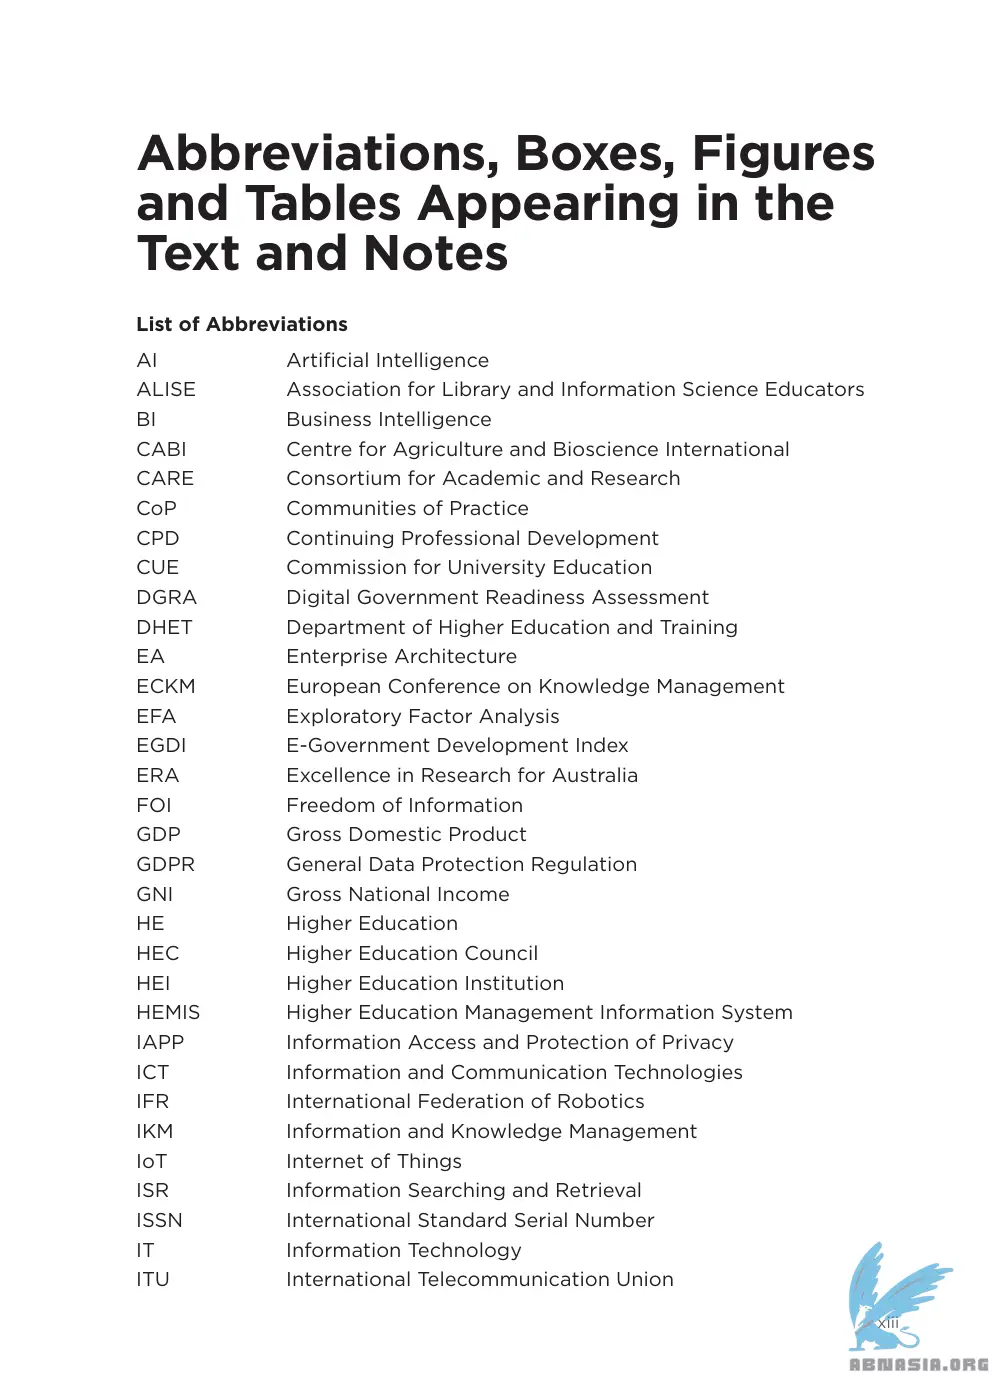 Abbreviations, Boxes, Figures
and Tables Appearing in the
Text and Notes
List of Abbreviations
AI Artificial Intelligence
ALISE Association for Library and Information Science Educators
BI Business Intelligence
CABI Centre for Agriculture and Bioscience International
CARE Consortium for Academic and Research
CoP Communities of Practice
CPD Continuing Professional Development
CUE Commission for University Education
DGRA Digital Government Readiness Assessment
DHET Department of Higher Education and Training
EA Enterprise Architecture
ECKM European Conference on Knowledge Management
EFA Exploratory Factor Analysis
EGDI E-Government Development Index
ERA Excellence in Research for Australia
FOI Freedom of Information
GDP Gross Domestic Product
GDPR General Data Protection Regulation
GNI Gross National Income
HE Higher Education
HEC Higher Education Council
HEI Higher Education Institution
HEMIS Higher Education Management Information System
IAPP Information Access and Protection of Privacy
ICT Information and Communication Technologies
IFR International Federation of Robotics
IKM Information and Knowledge Management
IoT Internet of Things
ISR Information Searching and Retrieval
ISSN International Standard Serial Number
IT Information Technology
ITU International Telecommunication Union
xiii
ABNASIA.ORG